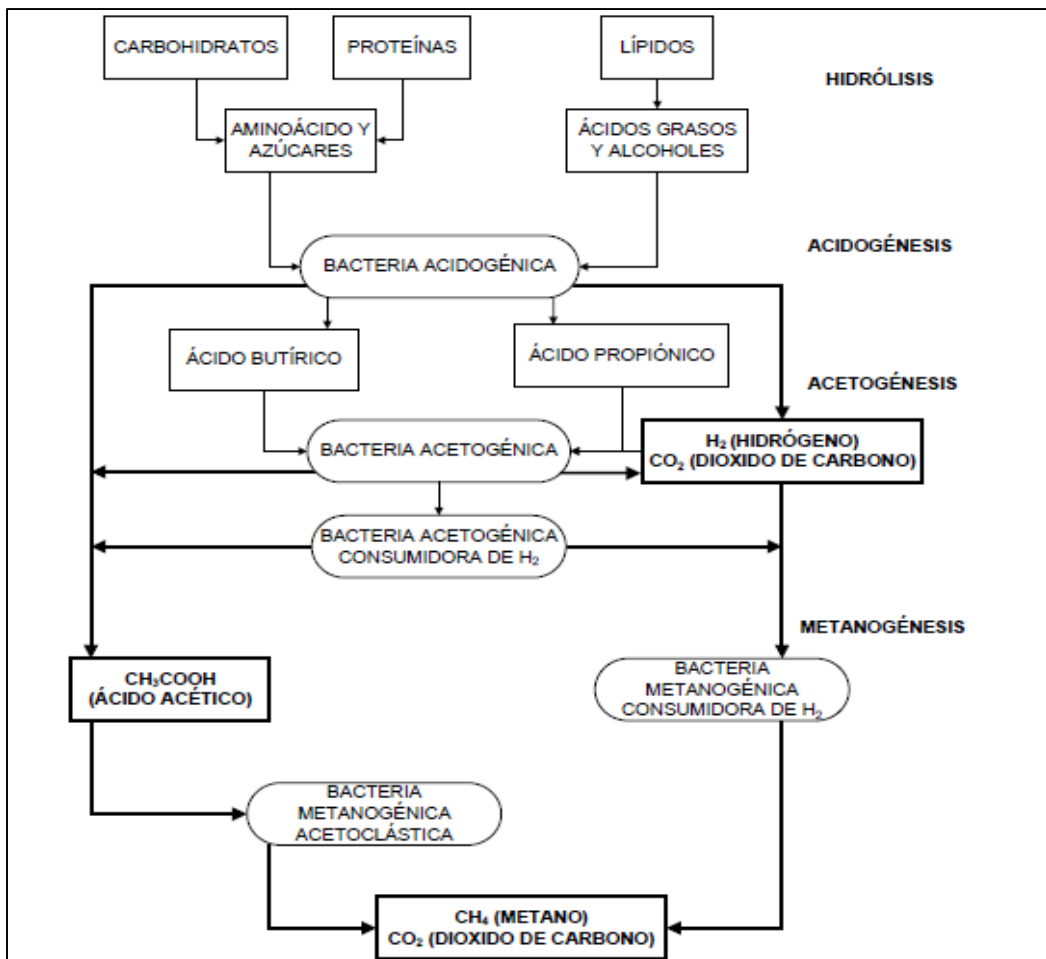 CARBOHIDRATOS
PROTEÍNAS
LÍPIDOS
HIDRÓLISIS
AMINOÁCIDO Y
AZÚCARES
ÁCIDOS GRASOS
Y ALCOHOLES
ACIDOGÉNESIS
BACTERIA ACIDOGÉNICA
ÁCIDO BUTÍRICO
ÁCIDO PROPIÓNICO
ACETOGÉNESIS
BACTERIA ACETOGÉNICA
H₂ (HIDRÓGENO)
CO₂ (DIOXIDO DE CARBONO)
BACTERIA ACETOGÉNICA
CONSUMIDORA DE H₂
METANOGÉNESIS
CH₃COOH
(ÁCIDO ACÉTICO)
BACTERIA
METANOGÉNICA
CONSUMIDORA DE H₂
BACTERIA
METANOGÉNICA
ACETOCLÁSTICA
CH₄ (METANO)
CO₂ (DIOXIDO DE CARBONO)